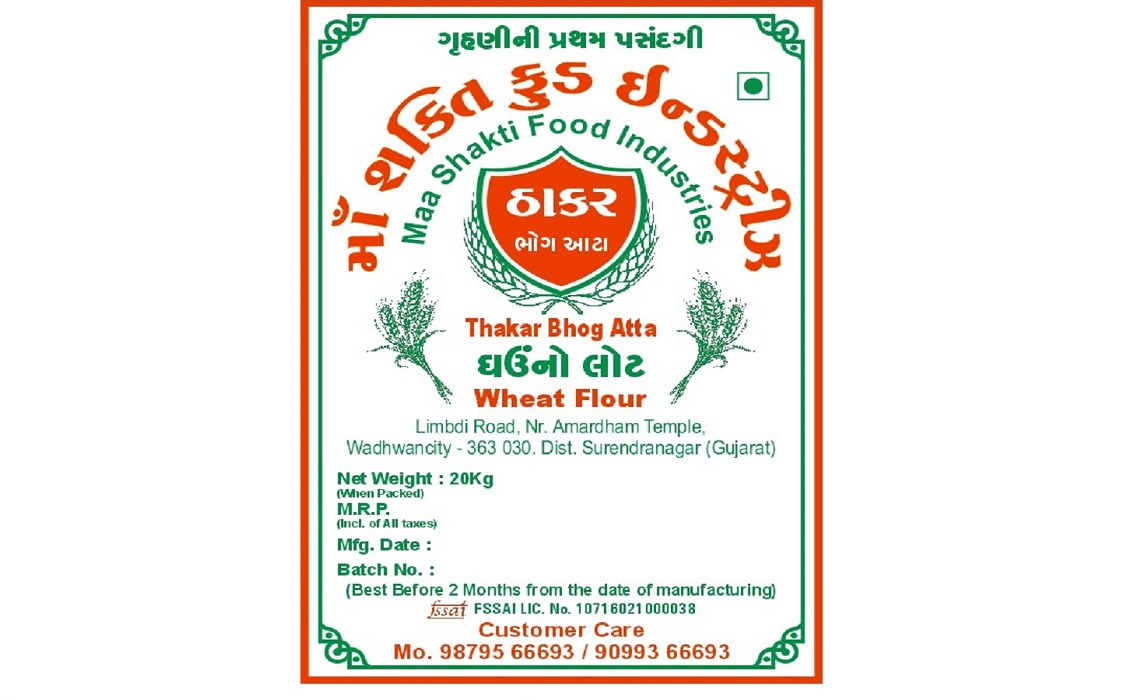 ગૃહણીની પ્રથમ પસંદગી
માઁ શકિત ફુડ ઈન્ડસ્ટ્રીઝ
Maa Shakti Food Industries
ઠાકર
ભોગ આટા
Thakar Bhog Atta
ઘઉંનો લોટ
Wheat Flour
Limbdi Road, Nr. Amardham Temple,
Wadhwancity - 363 030. Dist. Surendranagar (Gujarat)
Net Weight : 20Kg
(When Packed)
M.R.P.
(Incl. of All taxes)
Mfg. Date :
Batch No. :
(Best Before 2 Months from the date of manufacturing)
fssai FSSAI LIC. No. 10716021000038
Customer Care
Mo. 98795 66693 / 90993 66693